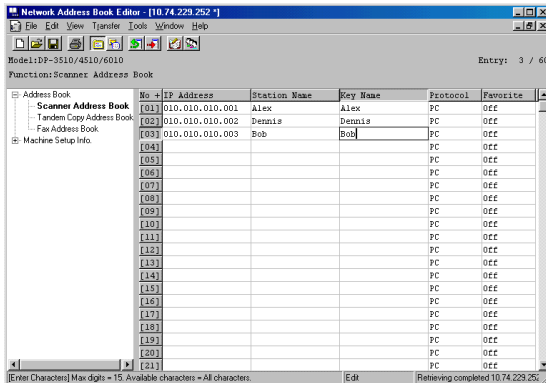 Network Address Book Editor - [10.74.229.252 *]
File Edit View Transfer Tools Window Help
Model:DP-3510/4510/6010 Entry: 3 / 60
Function:Scanner Address Book
Address Book
Scanner Address Book
Tandem Copy Address Book
Fax Address Book
Machine Setup Info.
No + IP Address Station Name Key Name Protocol Favorite
[01] 010.010.010.001 Alex Alex PC Off
[02] 010.010.010.002 Dennis Dennis PC Off
[03] 010.010.010.003 Bob Bob PC Off
[04] PC Off
[05] PC Off
[06] PC Off
[07] PC Off
[08] PC Off
[09] PC Off
[10] PC Off
[11] PC Off
[12] PC Off
[13] PC Off
[14] PC Off
[15] PC Off
[16] PC Off
[17] PC Off
[18] PC Off
[19] PC Off
[20] PC Off
[21] PC Off
[Enter Characters] Max digits = 15. Available characters = All characters. Edit Retrieving completed 10.74.229.252